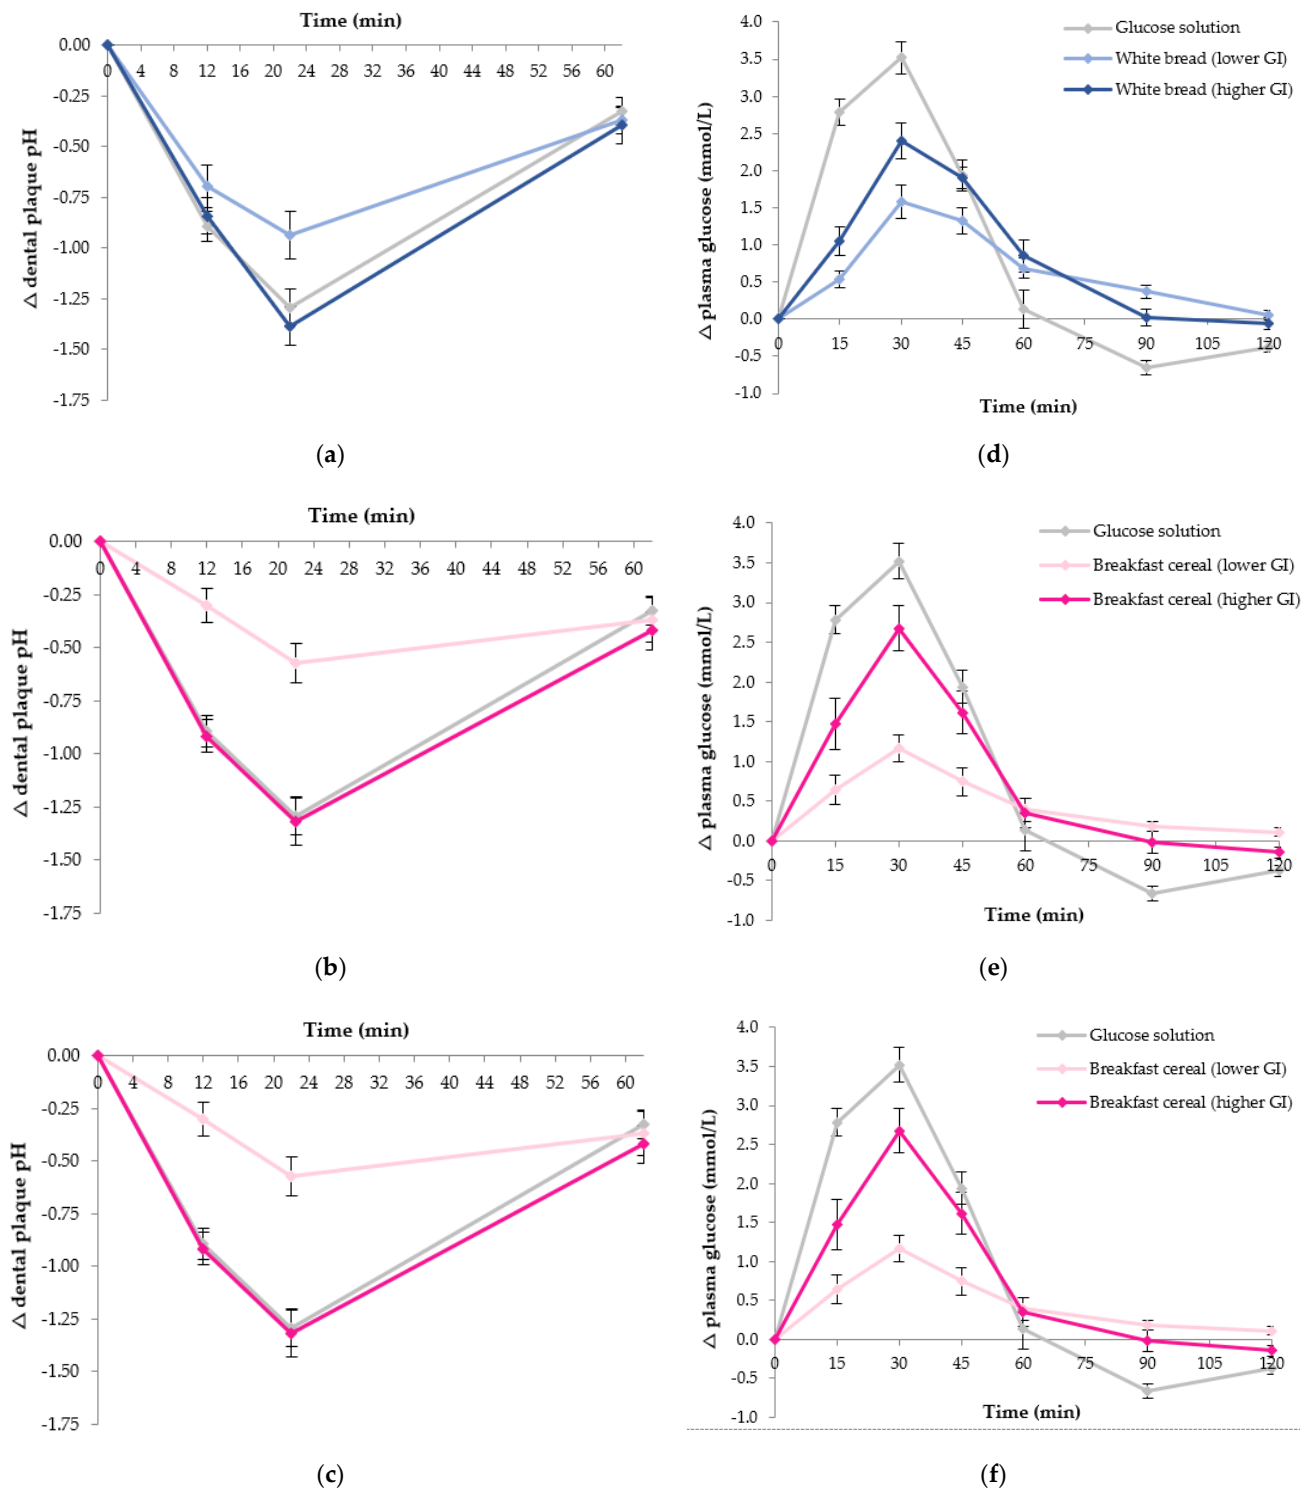 Time (min)
0.00
0 4 8 12 16 20 24 28 32 36 40 44 48 52 56 60
-0.25
-0.50
-0.75
-1.00
-1.25
-1.50
-1.75
△ dental plaque pH
(a)
4.0
3.5
3.0
2.5
2.0
1.5
1.0
0.5
0.0
-0.5
-1.0
0 15 30 45 60 75 90 105 120
△ plasma glucose (mmol/L)
Time (min)
Glucose solution
White bread (lower GI)
White bread (higher GI)
(d)
Time (min)
0.00
0 4 8 12 16 20 24 28 32 36 40 44 48 52 56 60
-0.25
-0.50
-0.75
-1.00
-1.25
-1.50
-1.75
△ dental plaque pH
(b)
4.0
3.5
3.0
2.5
2.0
1.5
1.0
0.5
0.0
-0.5
-1.0
0 15 30 45 60 75 90 105 120
△ plasma glucose (mmol/L)
Time (min)
Glucose solution
Breakfast cereal (lower GI)
Breakfast cereal (higher GI)
(e)
Time (min)
0.00
0 4 8 12 16 20 24 28 32 36 40 44 48 52 56 60
-0.25
-0.50
-0.75
-1.00
-1.25
-1.50
-1.75
△ dental plaque pH
(c)
4.0
3.5
3.0
2.5
2.0
1.5
1.0
0.5
0.0
-0.5
-1.0
0 15 30 45 60 75 90 105 120
△ plasma glucose (mmol/L)
Time (min)
Glucose solution
Breakfast cereal (lower GI)
Breakfast cereal (higher GI)
(f)